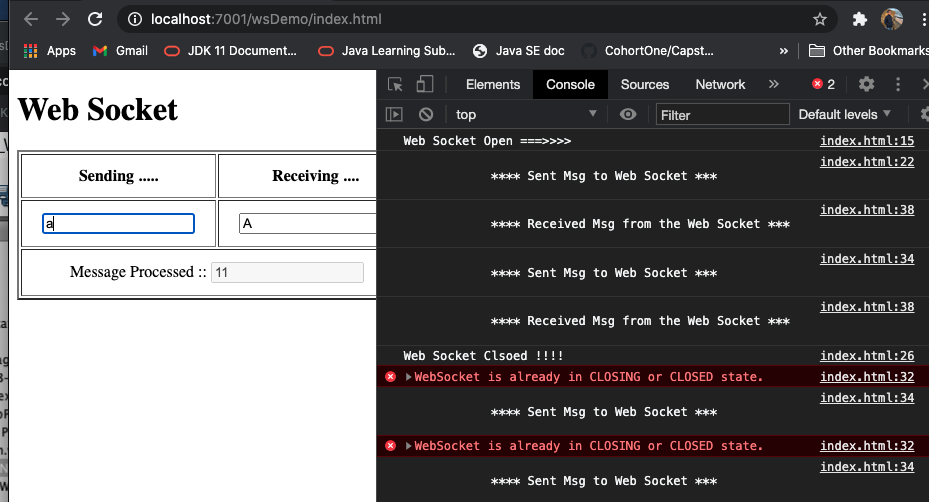 localhost:7001/wsDemo/index.html
Apps Gmail JDK 11 Document... Java Learning Sub... Java SE doc CohortOne/Capst... » Other Bookmarks
Elements Console Sources Network » 2
top Filter Default levels
Web Socket
Sending ..... Receiving ....
a A
Message Processed :: 11
Web Socket Open ===>>>> index.html:15
index.html:22
**** Sent Msg to Web Socket ***
index.html:38
**** Received Msg from the Web Socket ***
index.html:34
**** Sent Msg to Web Socket ***
index.html:38
**** Received Msg from the Web Socket ***
Web Socket Clsoed !!!! index.html:26
WebSocket is already in CLOSING or CLOSED state. index.html:32
index.html:34
**** Sent Msg to Web Socket ***
WebSocket is already in CLOSING or CLOSED state. index.html:32
index.html:34
**** Sent Msg to Web Socket ***